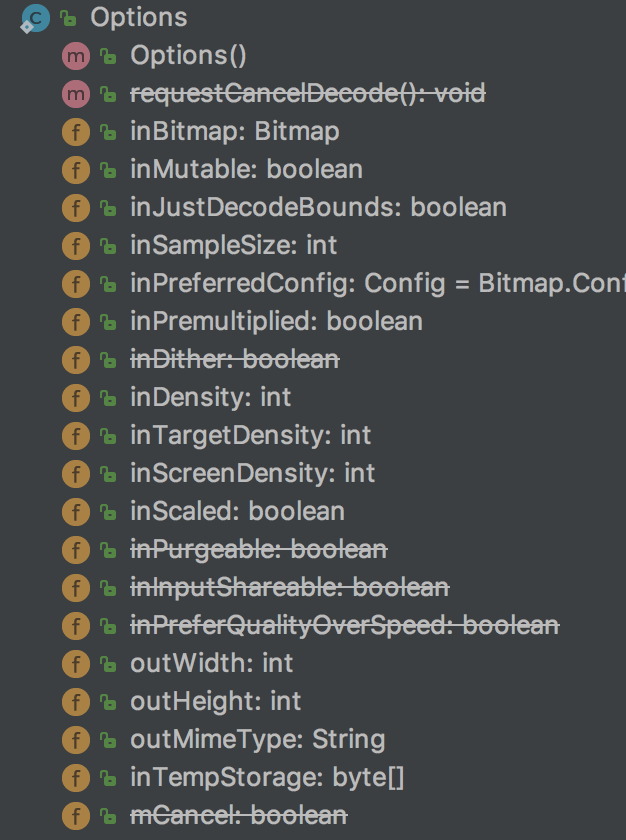 Options
Options()
requestCancelDecode(): void
inBitmap: Bitmap
inMutable: boolean
inJustDecodeBounds: boolean
inSampleSize: int
inPreferredConfig: Config = Bitmap.Conf
inPremultiplied: boolean
inDither: boolean
inDensity: int
inTargetDensity: int
inScreenDensity: int
inScaled: boolean
inPurgeable: boolean
inInputShareable: boolean
inPreferQualityOverSpeed: boolean
outWidth: int
outHeight: int
outMimeType: String
inTempStorage: byte[]
mCancel: boolean